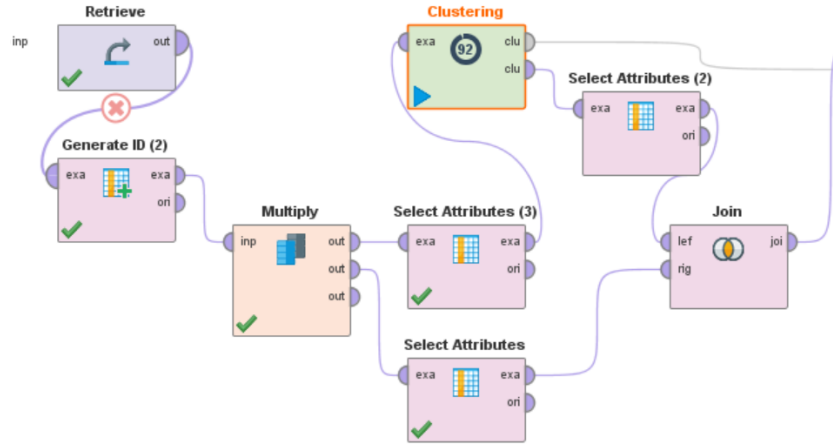 Retrieve
inp
out
Clustering
exa
92
clu
clu
Select Attributes (2)
exa
exa
ori
Generate ID (2)
exa
exa
ori
Multiply
inp
out
out
out
Select Attributes (3)
exa
exa
ori
Join
lef
joi
rig
Select Attributes
exa
exa
ori